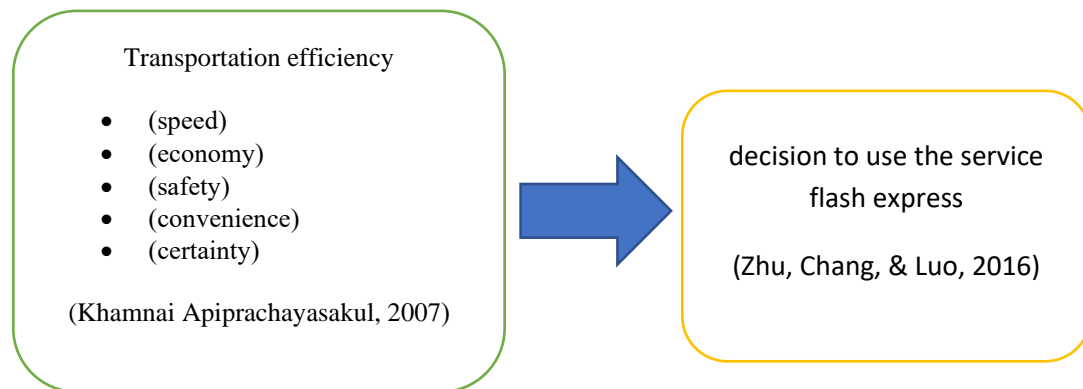 Transportation efficiency
• (speed)
• (economy)
• (safety)
• (convenience)
• (certainty)
(Khamnai Apiprachayasakul, 2007)
decision to use the service
flash express
(Zhu, Chang, & Luo, 2016)